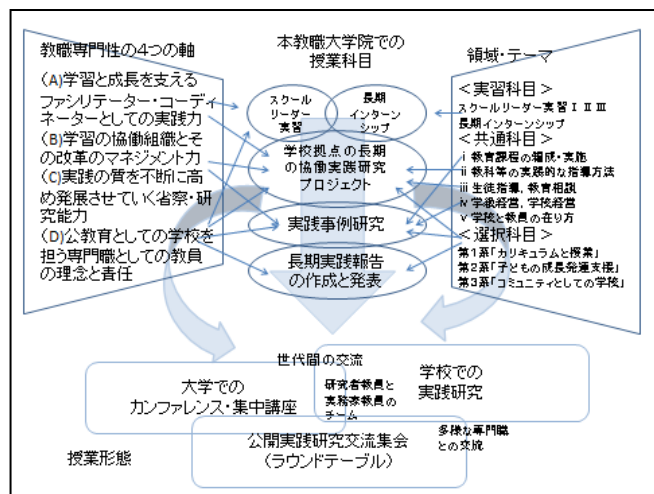 教職専門性の4つの軸
(A)学習と成長を支える
ファシリテーター・コーディ
ネーターとしての実践力
(B)学習の協働組織とそ
の改革のマネジメント力
(C)実践の質を不断に高
め発展させていく省察・研
究能力
(D)公教育としての学校を
担う専門職としての教員
の理念と責任
本教職大学院での
授業科目
スクール
リーダー
実習
長期
インターン
シップ
学校拠点の長期
の協働実践研究
プロジェクト
実践事例研究
長期実践報告
の作成と発表
領域・テーマ
<実習科目>
スクールリーダー実習ⅠⅡⅢ
長期インターンシップ
<共通科目>
ⅰ教育課程の編成・実施
ⅱ教科等の実践的な指導方法
ⅲ生徒指導,教育相談
ⅳ学級経営,学校経営
ⅴ学校と教員の在り方
<選択科目>
第1系「カリキュラムと授業」
第2系「子どもの成長発達支援」
第3系「コミュニティとしての学校」
世代間の交流
大学での
カンファレンス・集中講座
研究者教員と
実務家教員の
チーム
学校での
実践研究
公開実践研究交流集会
(ラウンドテーブル)
多様な専門職
との交流
授業形態